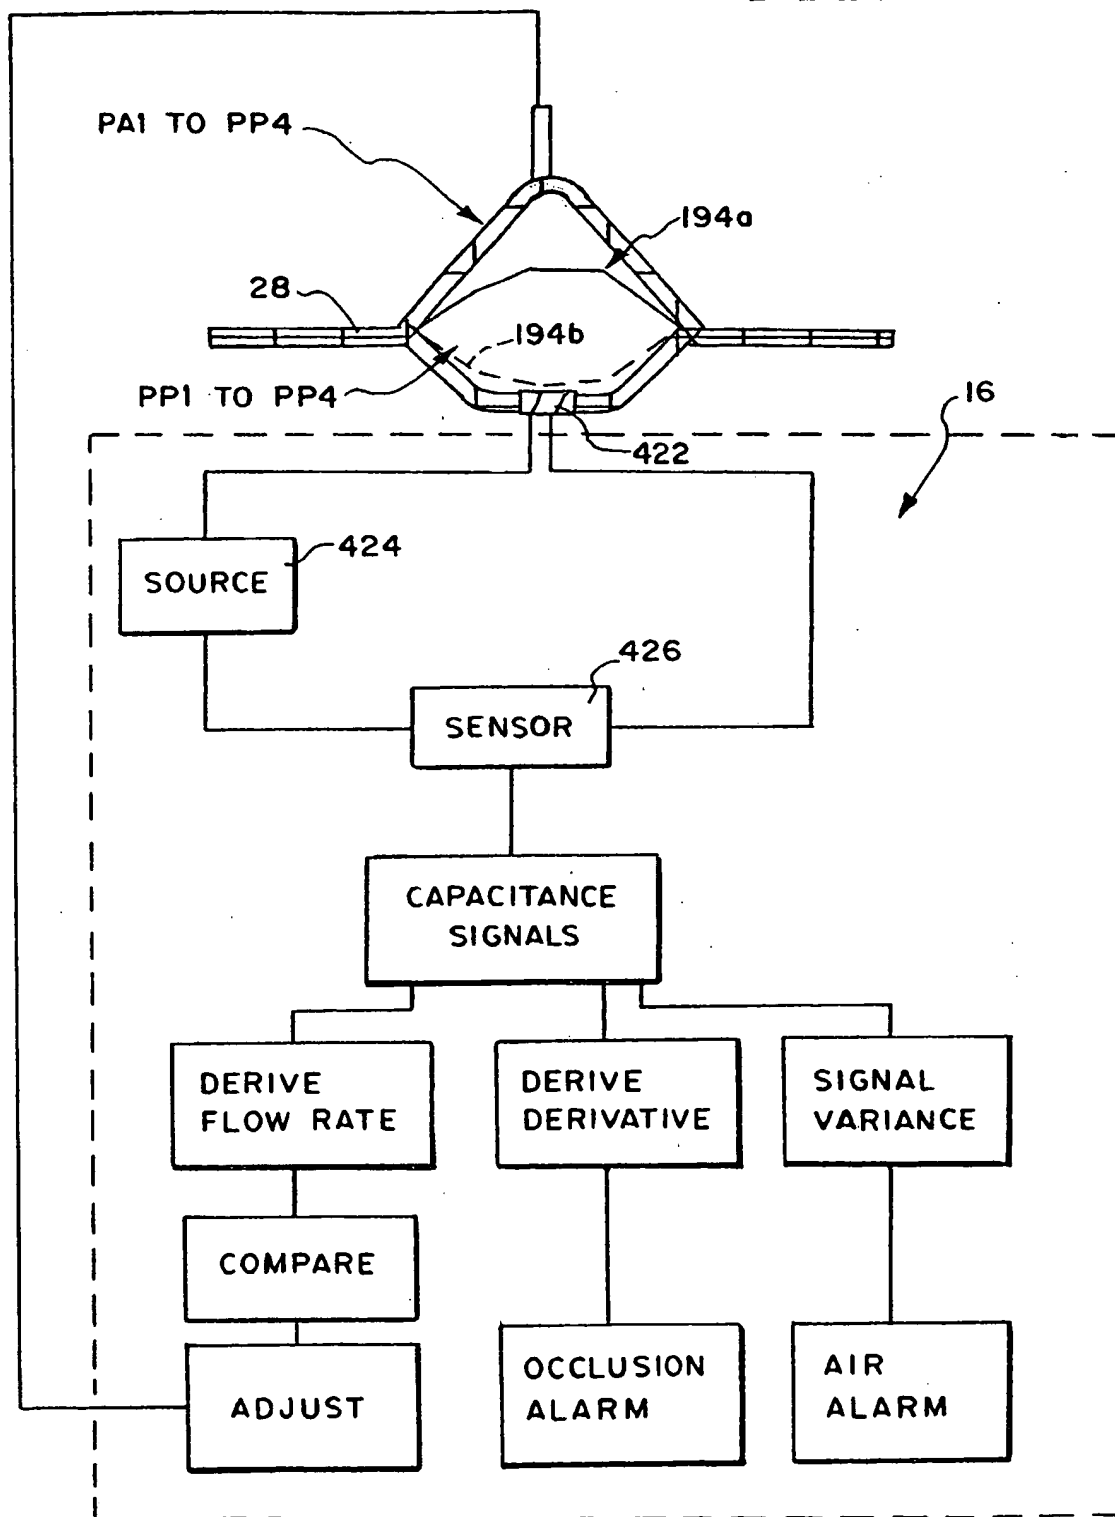 PA1 TO PP4
194a
28
194b
PP1 TO PP4
16
422
424
SOURCE
426
SENSOR
CAPACITANCE
SIGNALS
DERIVE
FLOW RATE
DERIVE
DERIVATIVE
SIGNAL
VARIANCE
COMPARE
ADJUST
OCCLUSION
ALARM
AIR
ALARM